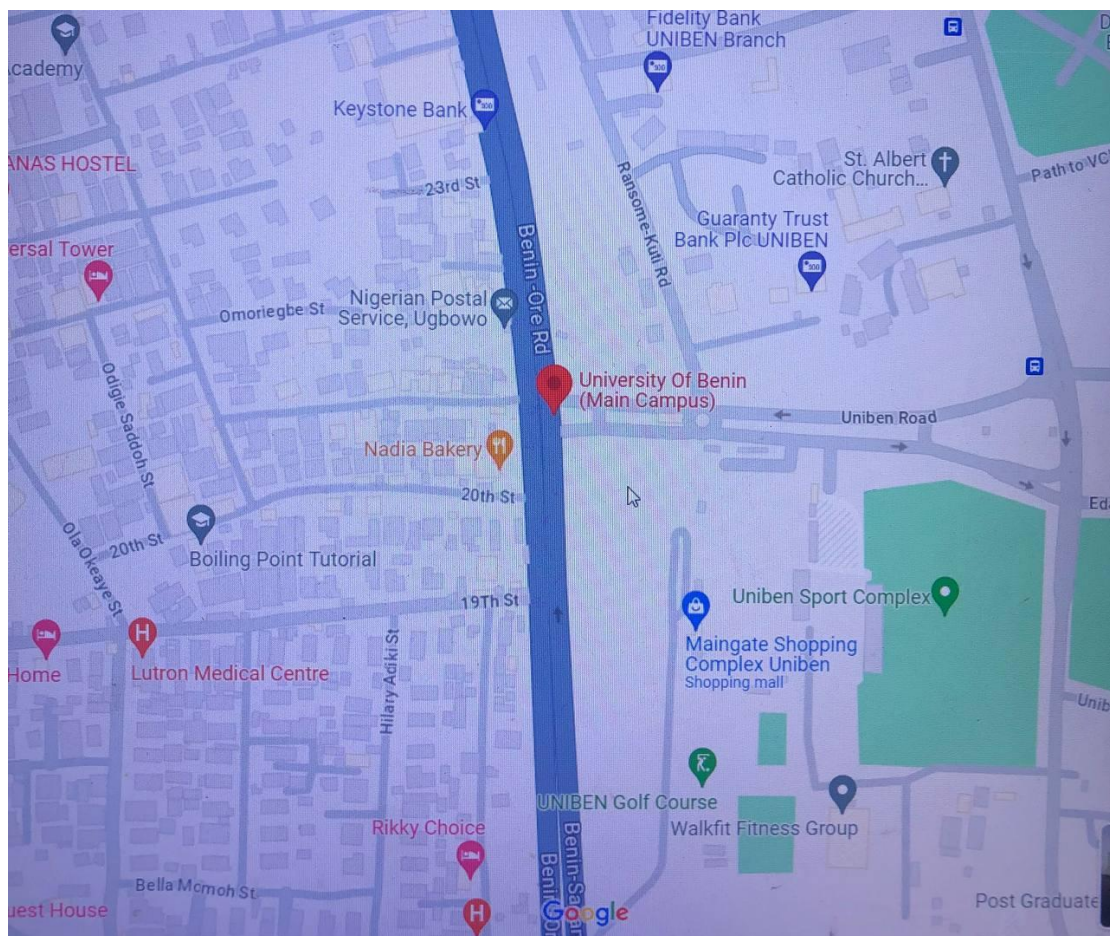 Fidelity Bank
UNIBEN Branch
cademy
Keystone Bank
ANAS HOSTEL
23rd St
St. Albert
Catholic Church...
Path to VC
Ransome-Kuti Rd
Guaranty Trust
Bank Plc UNIBEN
ersal Tower
Benin-Ore Rd
Nigerian Postal
Service, Ugbowo
Omoriegbe St
Odigie Saddoh St
University Of Benin
(Main Campus)
Uniben Road
Nadia Bakery
20th St
Ola Okeaye St
20th St
Boiling Point Tutorial
Ed
19Th St
Uniben Sport Complex
H
Lutron Medical Centre
Home
Hilary Adiki St
Maingate Shopping
Complex Uniben
Shopping mall
Unib
UNIBEN Golf Course
Walkfit Fitness Group
Rikky Choice
Bella Mcmoh St
uest House
H
Google
Post Graduate